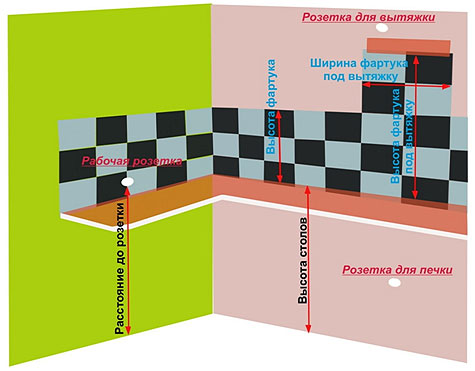 Розетка для вытяжки
Ширина фартука
под вытяжку
Высота фартука
Высота фартука
под вытяжку
Рабочая розетка
Расстояние до розетки
Высота столов
Розетка для печки